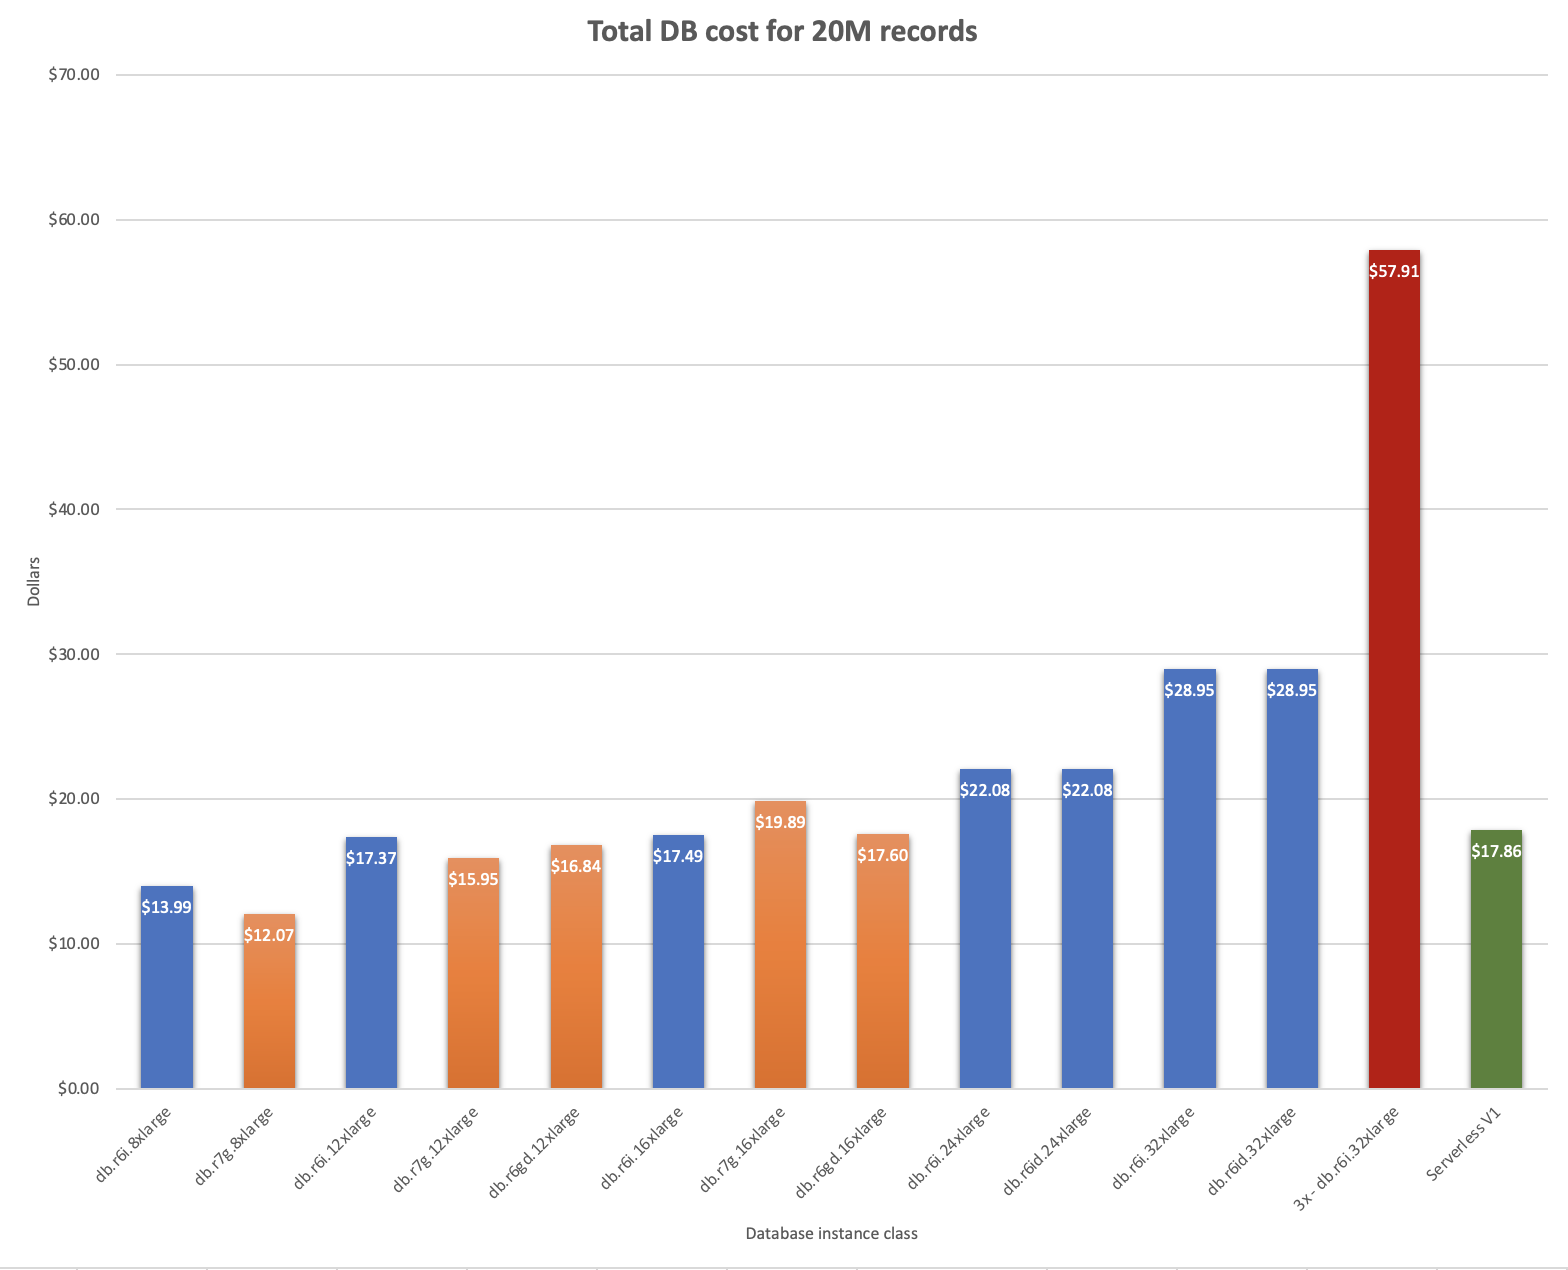 Total DB cost for 20M records
$70.00
$60.00
$50.00
$40.00
$30.00
$20.00
$10.00
$0.00
Dollars
$13.99
$12.07
$17.37
$15.95
$16.84
$17.49
$19.89
$17.60
$22.08
$22.08
$28.95
$28.95
$57.91
$17.86
db.r6i.8xlarge
db.r7g.8xlarge
db.r6i.12xlarge
db.r7g.12xlarge
db.r6gd.12xlarge
db.r6i.16xlarge
db.r7g.16xlarge
db.r6gd.16xlarge
db.r6i.24xlarge
db.r6id.24xlarge
db.r6i.32xlarge
db.r6id.32xlarge
3x - db.r6i.32xlarge
Serverless V1
Database instance class